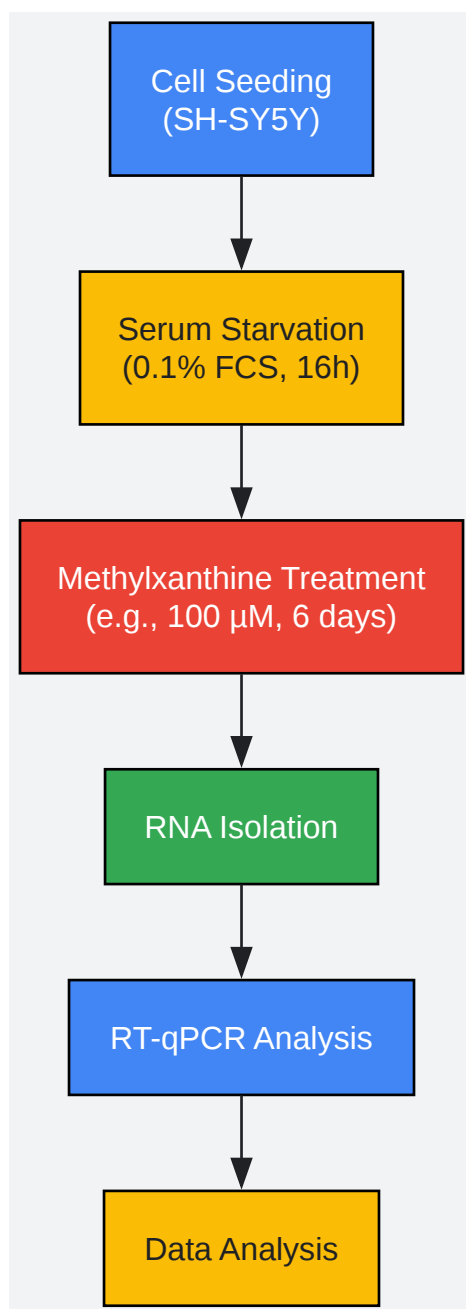 Cell Seeding
(SH-SY5Y)
Serum Starvation
(0.1% FCS, 16h)
Methylxanthine Treatment
(e.g., 100 µM, 6 days)
RNA Isolation
RT-qPCR Analysis
Data Analysis